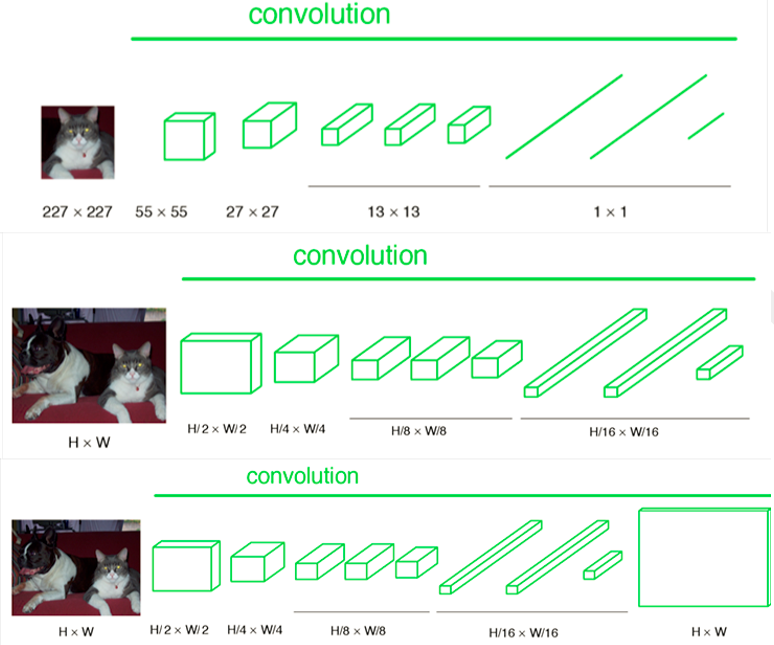 convolution
227 × 227 55 × 55 27 × 27 13 × 13 1 × 1
convolution
H × W H/2 × W/2 H/4 × W/4 H/8 × W/8 H/16 × W/16
convolution
H × W H/2 × W/2 H/4 × W/4 H/8 × W/8 H/16 × W/16 H × W